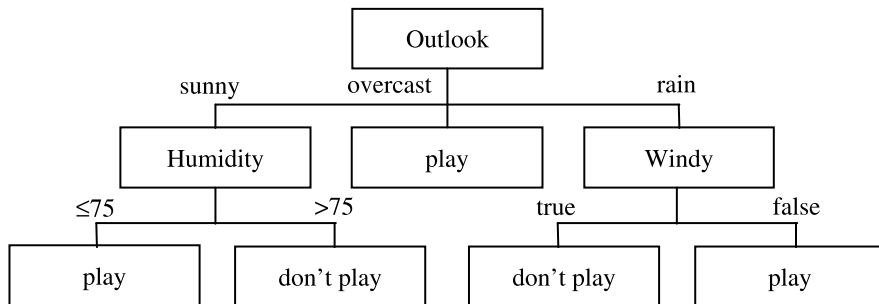 Outlook
sunny overcast rain
Humidity play Windy
≤75 >75 true false
play don't play don't play play